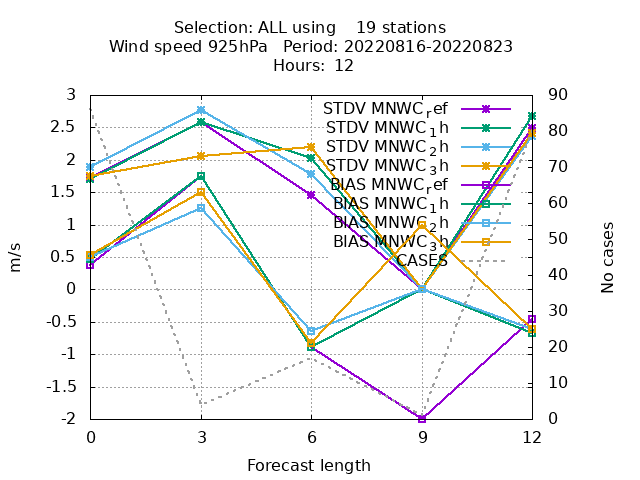 Selection: ALL using 19 stations
Wind speed 925hPa Period: 20220816-20220823
Hours: 12
3
2.5
2
1.5
1
0.5
0
-0.5
-1
-1.5
-2
m/s
STDV MNWC_ref
STDV MNWC_1h
STDV MNWC_2h
STDV MNWC_3h
BIAS MNWC_ref
BIAS MNWC_1h
BIAS MNWC_2h
BIAS MNWC_3h
CASES
90
80
70
60
50
40
30
20
10
0
No cases
0 3 6 9 12
Forecast length